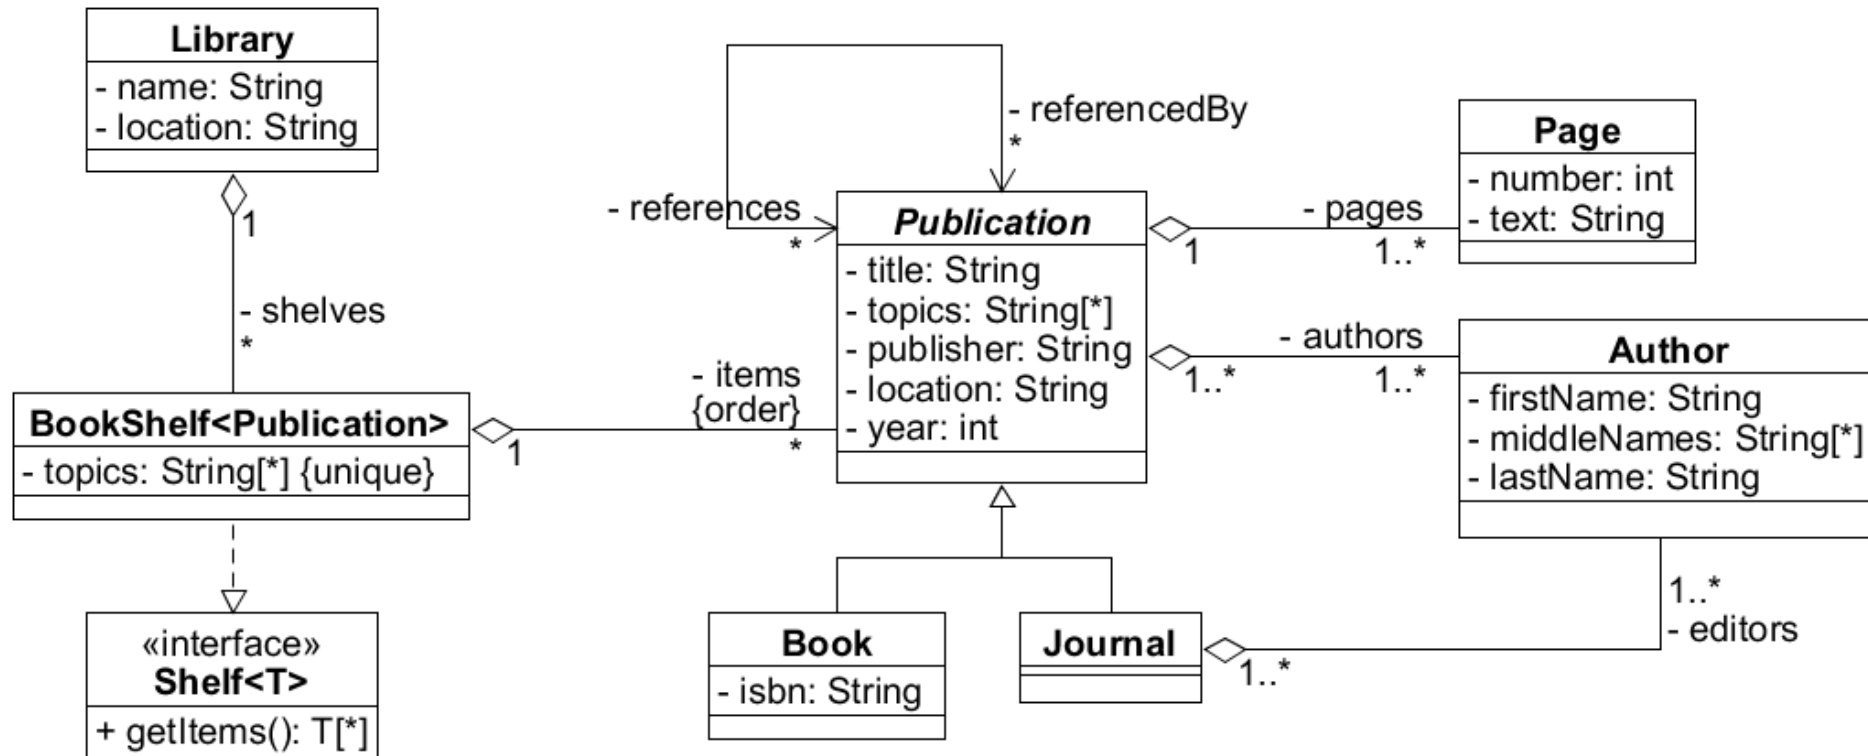 Library
- name: String
- location: String
1
- shelves
*
BookShelf<Publication>
- topics: String[*] {unique}
1
- items
{order}
*
«interface»
Shelf<T>
+ getItems(): T[*]
- referencedBy
*
- references
*
Publication
- title: String
- topics: String[*]
- publisher: String
- location: String
- year: int
1
- pages
1..*
Page
- number: int
- text: String
1..*
- authors
1..*
Author
- firstName: String
- middleNames: String[*]
- lastName: String
Book
- isbn: String
Journal
1..*
1..*
- editors